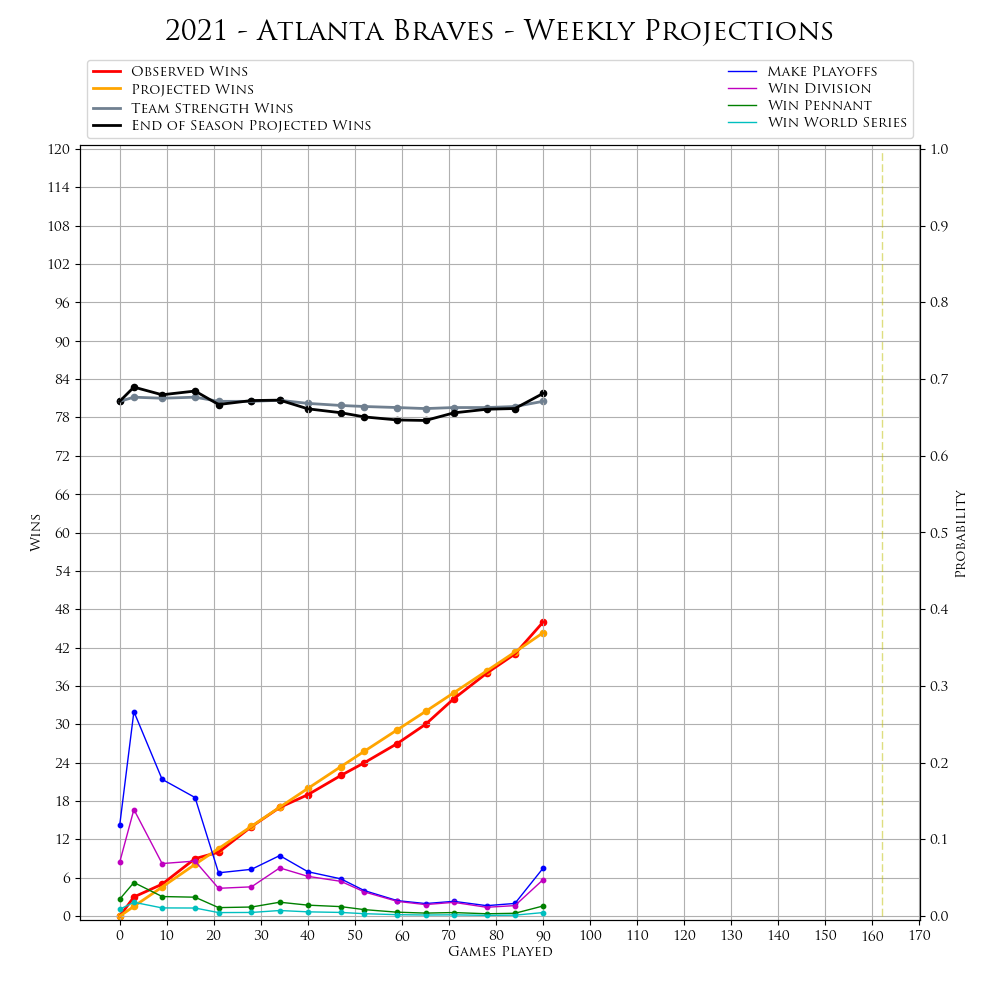 2021 - Atlanta Braves - Weekly Projections
Observed Wins
Projected Wins
Team Strength Wins
End of Season Projected Wins
Make Playoffs
Win Division
Win Pennant
Win World Series
120
114
108
102
96
90
84
78
72
66
60
54
48
42
36
30
24
18
12
6
0
Wins
1.0
0.9
0.8
0.7
0.6
0.5
0.4
0.3
0.2
0.1
0.0
Probability
0 10 20 30 40 50 60 70 80 90 100 110 120 130 140 150 160 170
Games Played